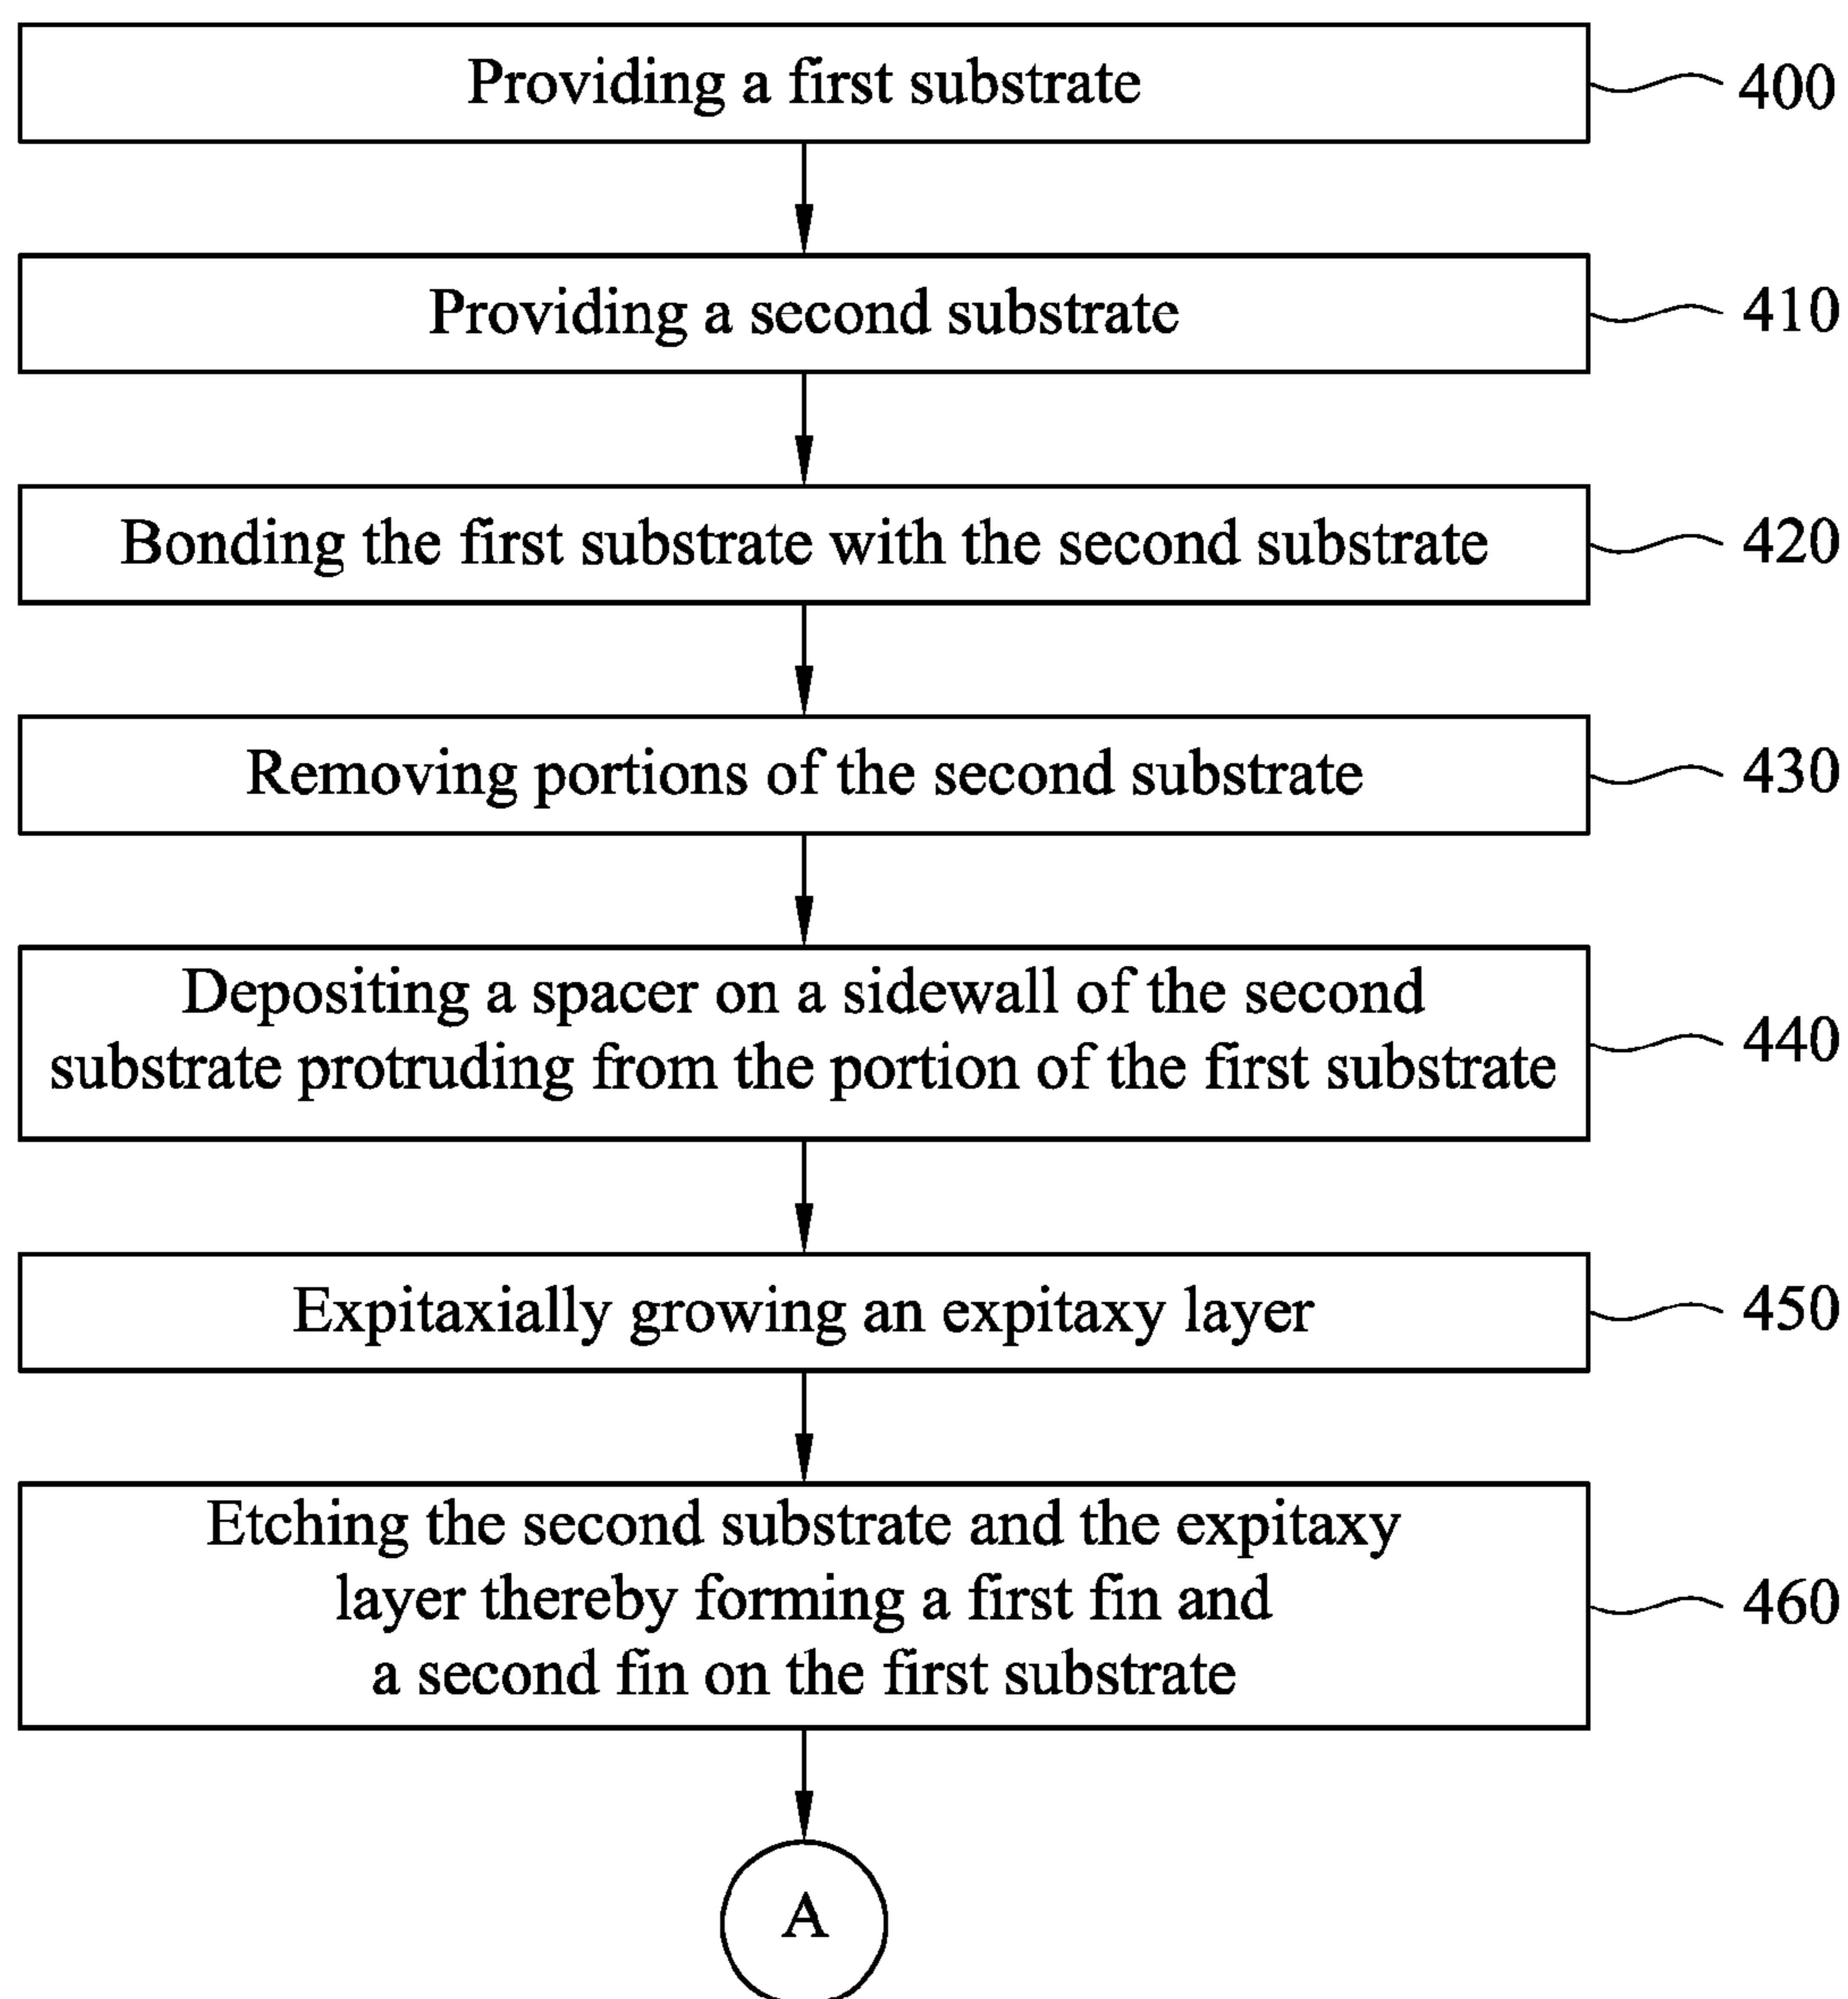 Providing a first substrate
400
Providing a second substrate
410
Bonding the first substrate with the second substrate
420
Removing portions of the second substrate
430
Depositing a spacer on a sidewall of the second
substrate protruding from the portion of the first substrate
440
Expitaxially growing an expitaxy layer
450
Etching the second substrate and the expitaxy
layer thereby forming a first fin and
a second fin on the first substrate
460
A